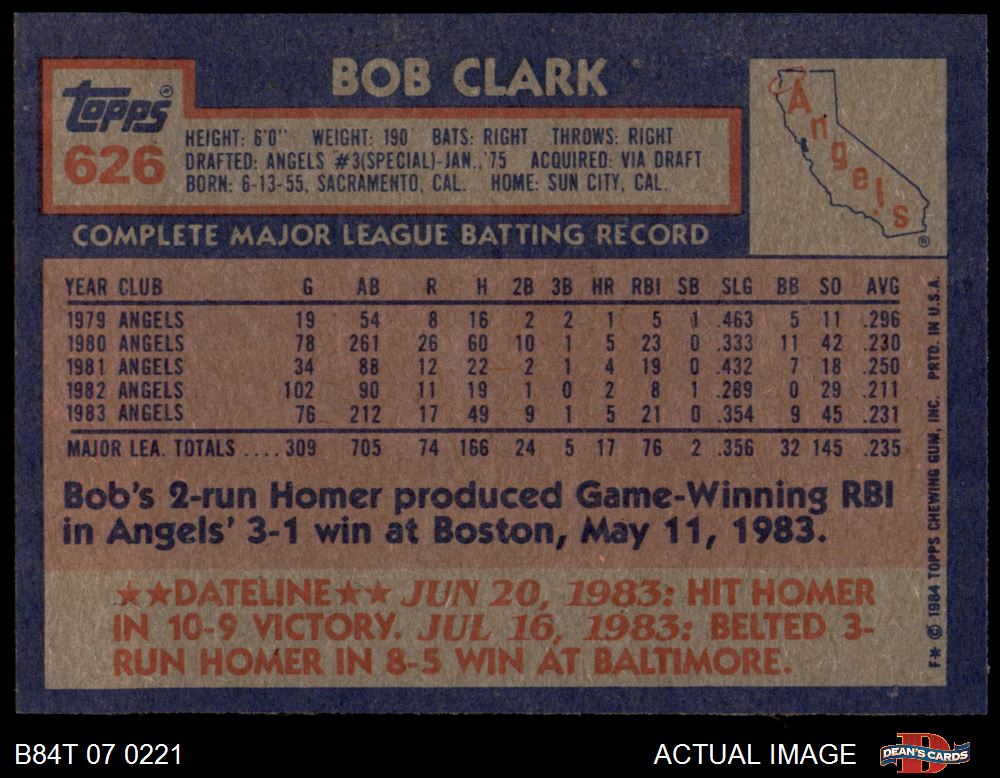 BOB CLARK
Topps®
626
HEIGHT: 6'0" WEIGHT: 190 BATS: RIGHT THROWS: RIGHT
DRAFTED: ANGELS #3(SPECIAL)-JAN., '75 ACQUIRED: VIA DRAFT
BORN: 6-13-55, SACRAMENTO, CAL. HOME: SUN CITY, CAL.
Angels ®
COMPLETE MAJOR LEAGUE BATTING RECORD
YEAR CLUB G AB R H 2B 3B HR RBI SB SLG BB SO AVG
1979 ANGELS 19 54 8 16 2 2 1 5 1 .463 5 11 .296
1980 ANGELS 78 261 26 60 10 1 5 23 0 .333 11 42 .230
1981 ANGELS 34 88 12 22 2 1 4 19 0 .432 7 18 .250
1982 ANGELS 102 90 11 19 1 0 2 8 1 .289 0 29 .211
1983 ANGELS 76 212 17 49 9 1 5 21 0 .354 9 45 .231
MAJOR LEA. TOTALS .... 309 705 74 166 24 5 17 76 2 .356 32 145 .235
Bob's 2-run Homer produced Game-Winning RBI
in Angels' 3-1 win at Boston, May 11, 1983.
★★DATELINE★★ JUN 20, 1983: HIT HOMER
IN 10-9 VICTORY. JUL 16, 1983: BELTED 3-
RUN HOMER IN 8-5 WIN AT BALTIMORE.
F* © 1984 TOPPS CHEWING GUM, INC. PRTD. IN U.S.A.
B84T 07 0221
ACTUAL IMAGE
D
DEAN'S CARDS